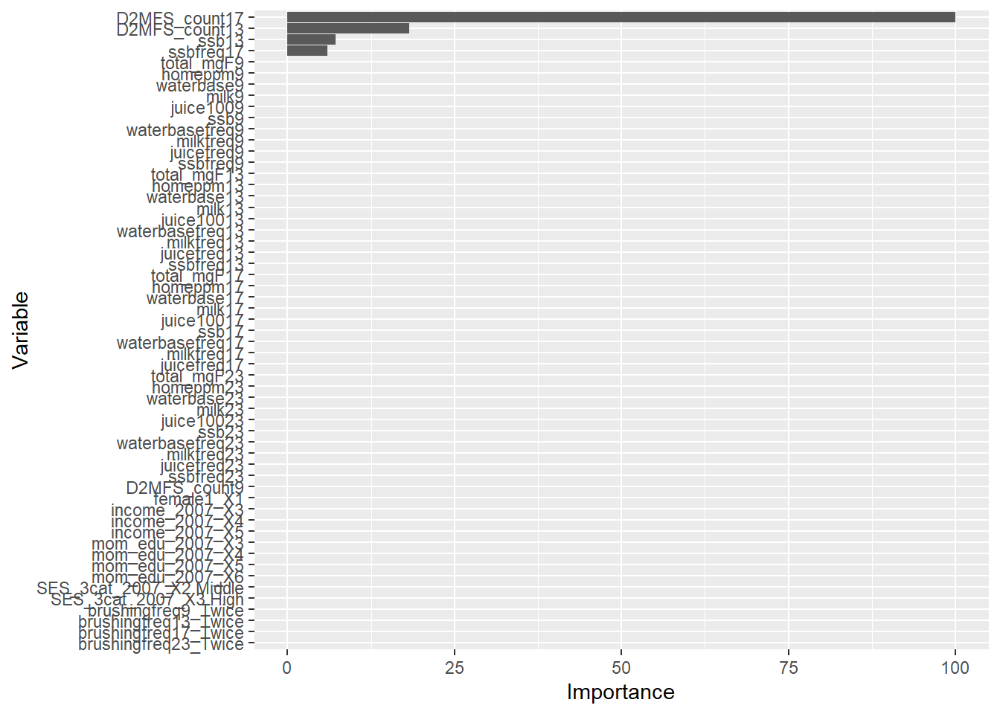 D2MFS_count17
D2MFS_count13
ssb13
ssbfreq17
total_mgF9
homeppm9
waterbase9
milk9
juice1009
ssb9
waterbasefreq9
milkfreq9
juicefreq9
ssbfreq9
total_mgF13
homeppm13
waterbase13
milk13
juice10013
waterbasefreq13
milkfreq13
juicefreq13
ssbfreq13
total_mgF17
homeppm17
waterbase17
milk17
juice10017
ssb17
waterbasefreq17
milkfreq17
juicefreq17
total_mgF23
homeppm23
waterbase23
milk23
juice10023
ssb23
waterbasefreq23
milkfreq23
juicefreq23
ssbfreq23
D2MFS_count9
female1_X1
income_2007_X3
income_2007_X4
income_2007_X5
mom_edu_2007_X3
mom_edu_2007_X4
mom_edu_2007_X5
mom_edu_2007_X6
SES_3cat_2007_X2.Middle
SES_3cat_2007_X3.High
brushingfreq9_Twice
brushingfreq13_Twice
brushingfreq17_Twice
brushingfreq23_Twice
Variable
0 25 50 75 100
Importance